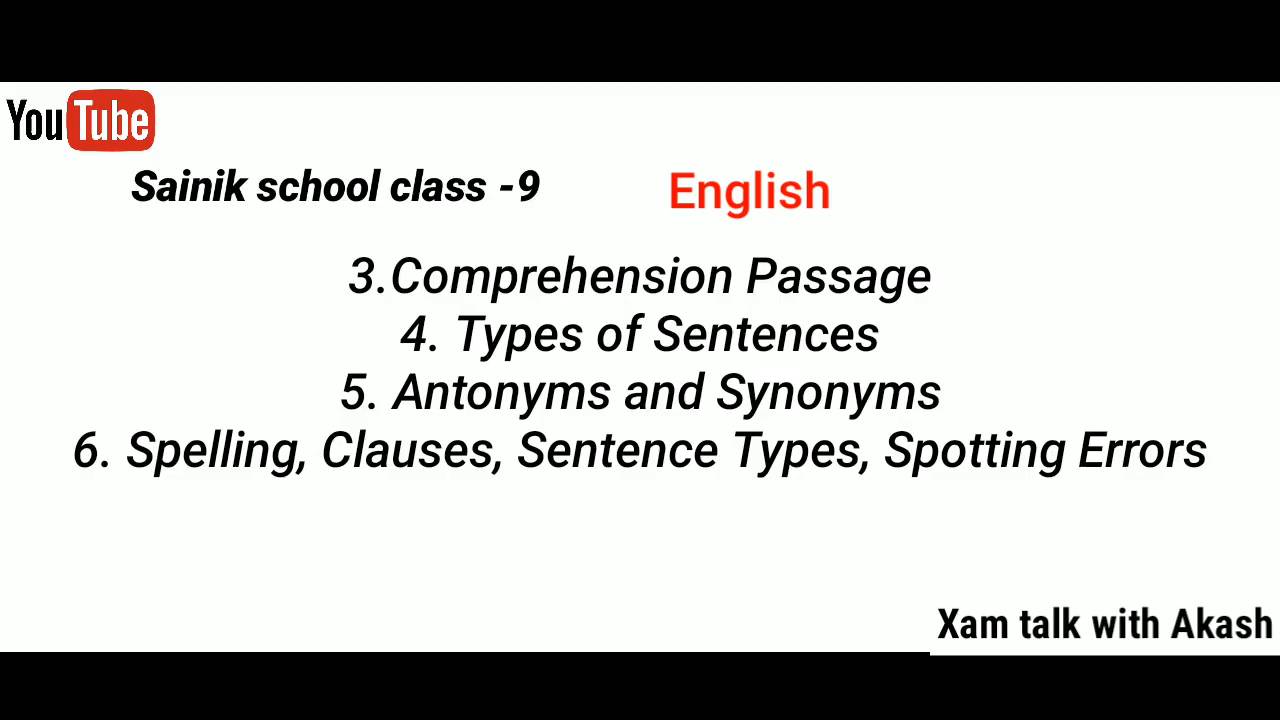 YouTube
Sainik school class -9 English
3.Comprehension Passage
4. Types of Sentences
5. Antonyms and Synonyms
6. Spelling, Clauses, Sentence Types, Spotting Errors
Xam talk with Akash